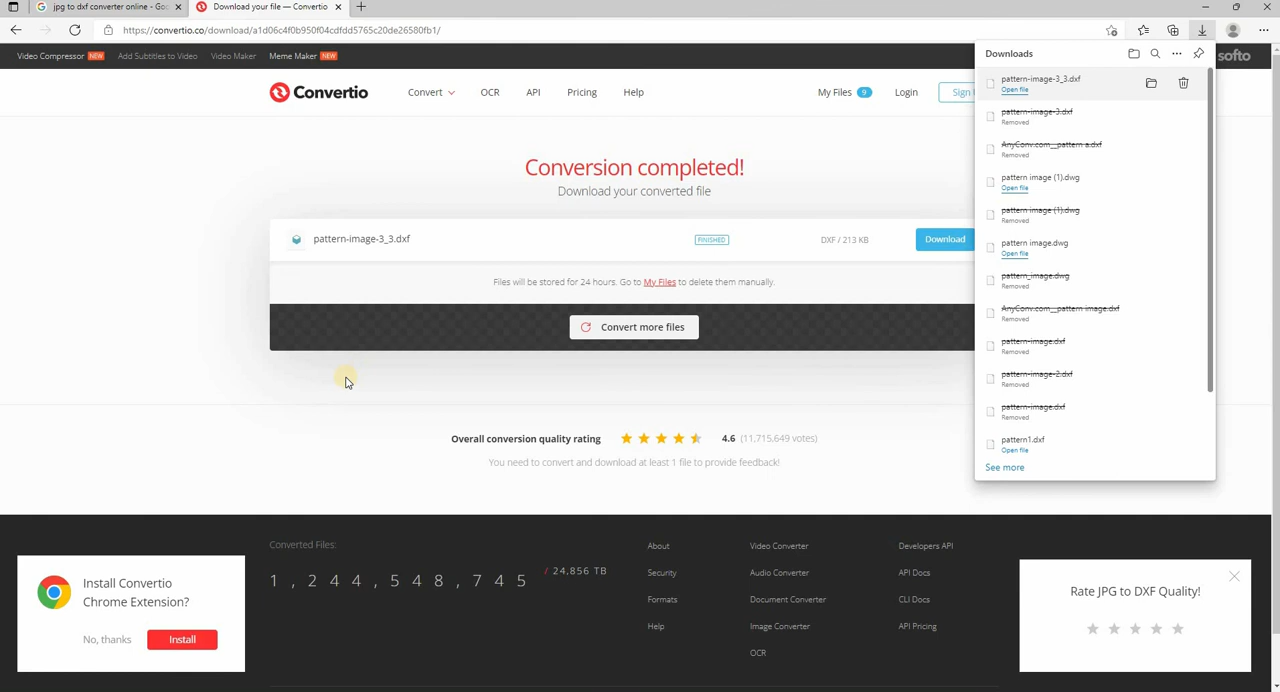 jpg to dxf converter online - Goo
Download your file — Convertio
https://convertio.co/download/a1d06c4f0b950f04cdfdd5765c20de26580fb1/
Video Compressor NEW
Add Subtitles to Video
Video Maker
Meme Maker NEW
softo
Convertio
Convert
OCR
API
Pricing
Help
My Files 9
Login
Sign
Conversion completed!
Download your converted file
pattern-image-3_3.dxf
FINISHED
DXF / 213 KB
Download
Files will be stored for 24 hours. Go to My Files to delete them manually.
Convert more files
Overall conversion quality rating
4.6 (11,715,649 votes)
You need to convert and download at least 1 file to provide feedback!
Downloads
pattern-image-3_3.dxf
Open file
pattern-image-3.dxf
Removed
AnyConv.com__pattern a.dxf
Removed
pattern image (1).dwg
Open file
pattern image (1).dwg
Removed
pattern image.dwg
Open file
pattern_image.dwg
Removed
AnyConv.com__pattern image.dxf
Removed
pattern-image.dxf
Removed
pattern-image-2.dxf
Removed
pattern-image.dxf
Removed
pattern1.dxf
Open file
See more
Converted Files:
1,244,548,745
/ 24,856 TB
About
Security
Formats
Help
Video Converter
Audio Converter
Document Converter
Image Converter
OCR
Developers API
API Docs
CLI Docs
API Pricing
Install Convertio
Chrome Extension?
No, thanks
Install
Rate JPG to DXF Quality!